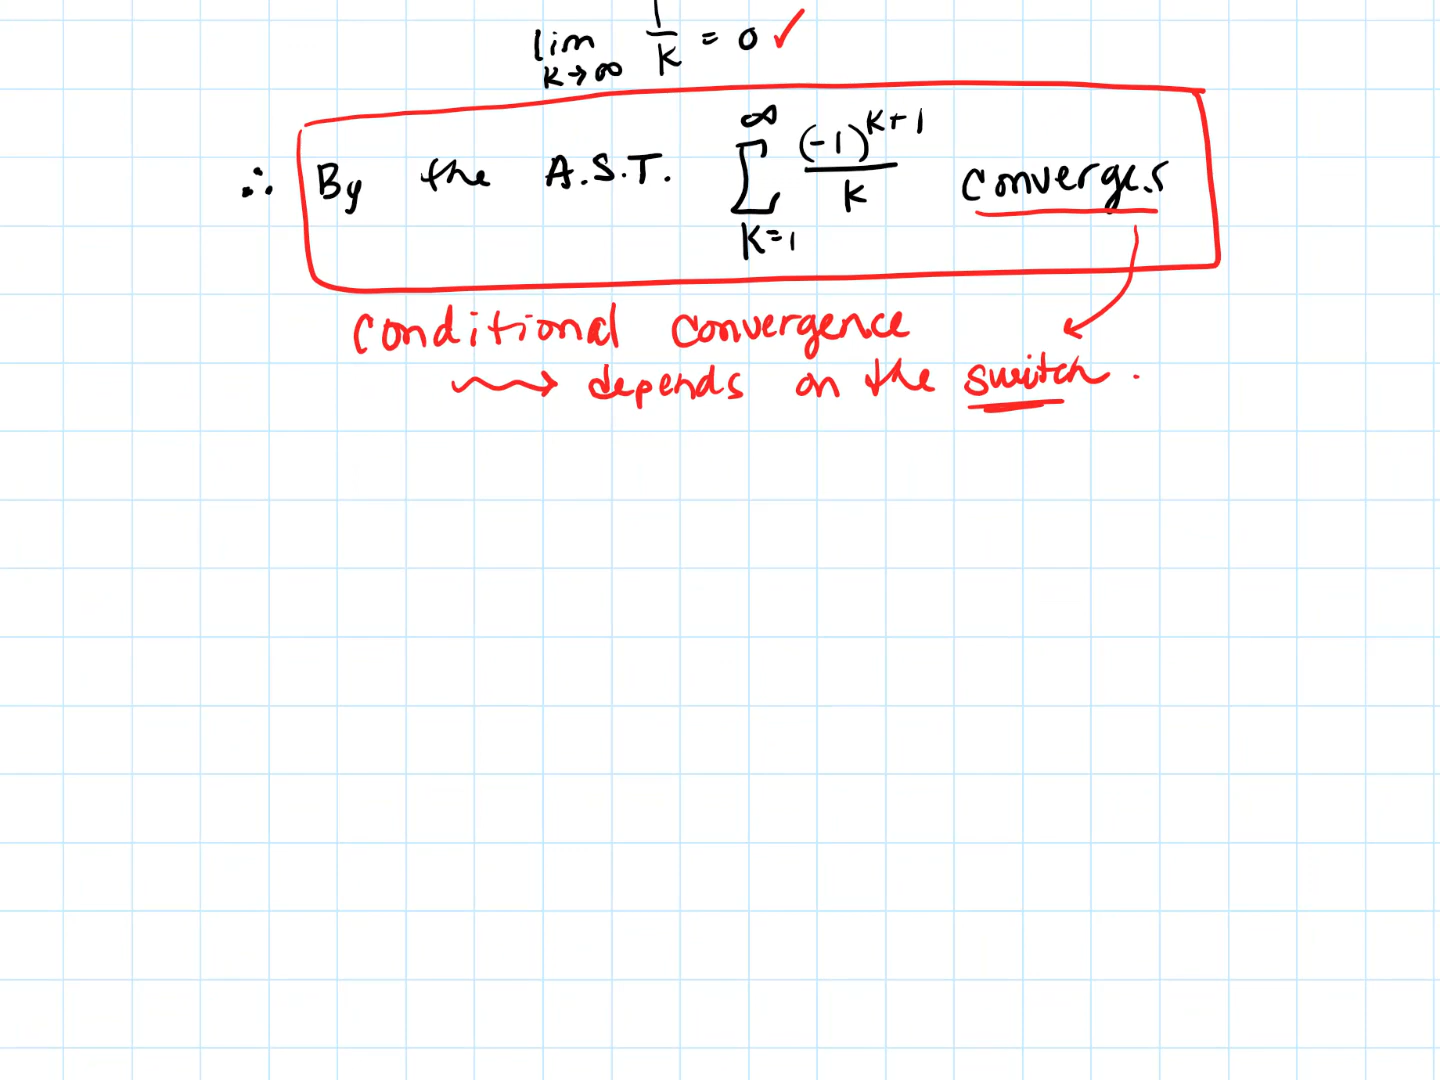 lim k→∞ 1/k = 0 ✓
∴ By the A.S.T. ∞ ∑ k=1 (-1)^{k+1}/k converges
conditional convergence
⟿ depends on the switch.